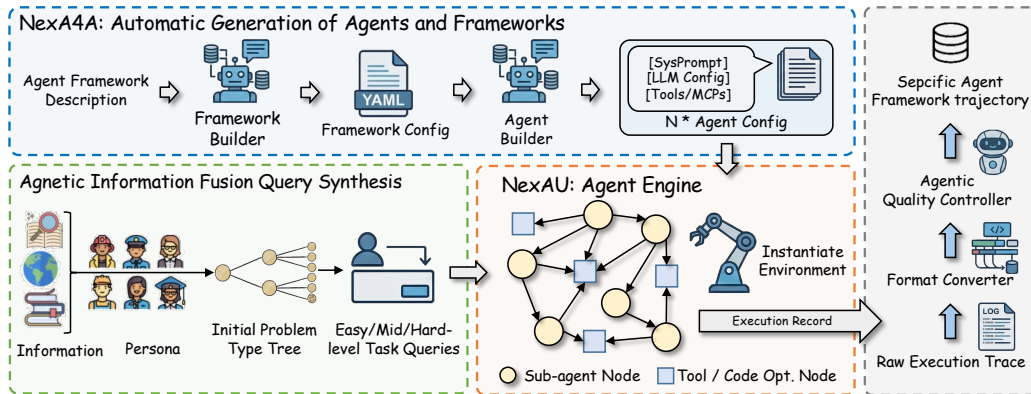 NexA4A: Automatic Generation of Agents and Frameworks
Agent Framework
Description
Framework
Builder
YAML
Framework Config
Agent
Builder
[SysPrompt]
[LLM Config]
[Tools/MCPs]
N * Agent Config
Agnetic Information Fusion Query Synthesis
Information
Persona
Initial Problem
Type Tree
Easy/Mid/Hard-
level Task Queries
NexAU: Agent Engine
Instantiate
Environment
Execution Record
Sub-agent Node
Tool / Code Opt. Node
Sepcific Agent
Framework trajectory
Agentic
Quality Controller
</>
Format Converter
LOG
Raw Execution Trace